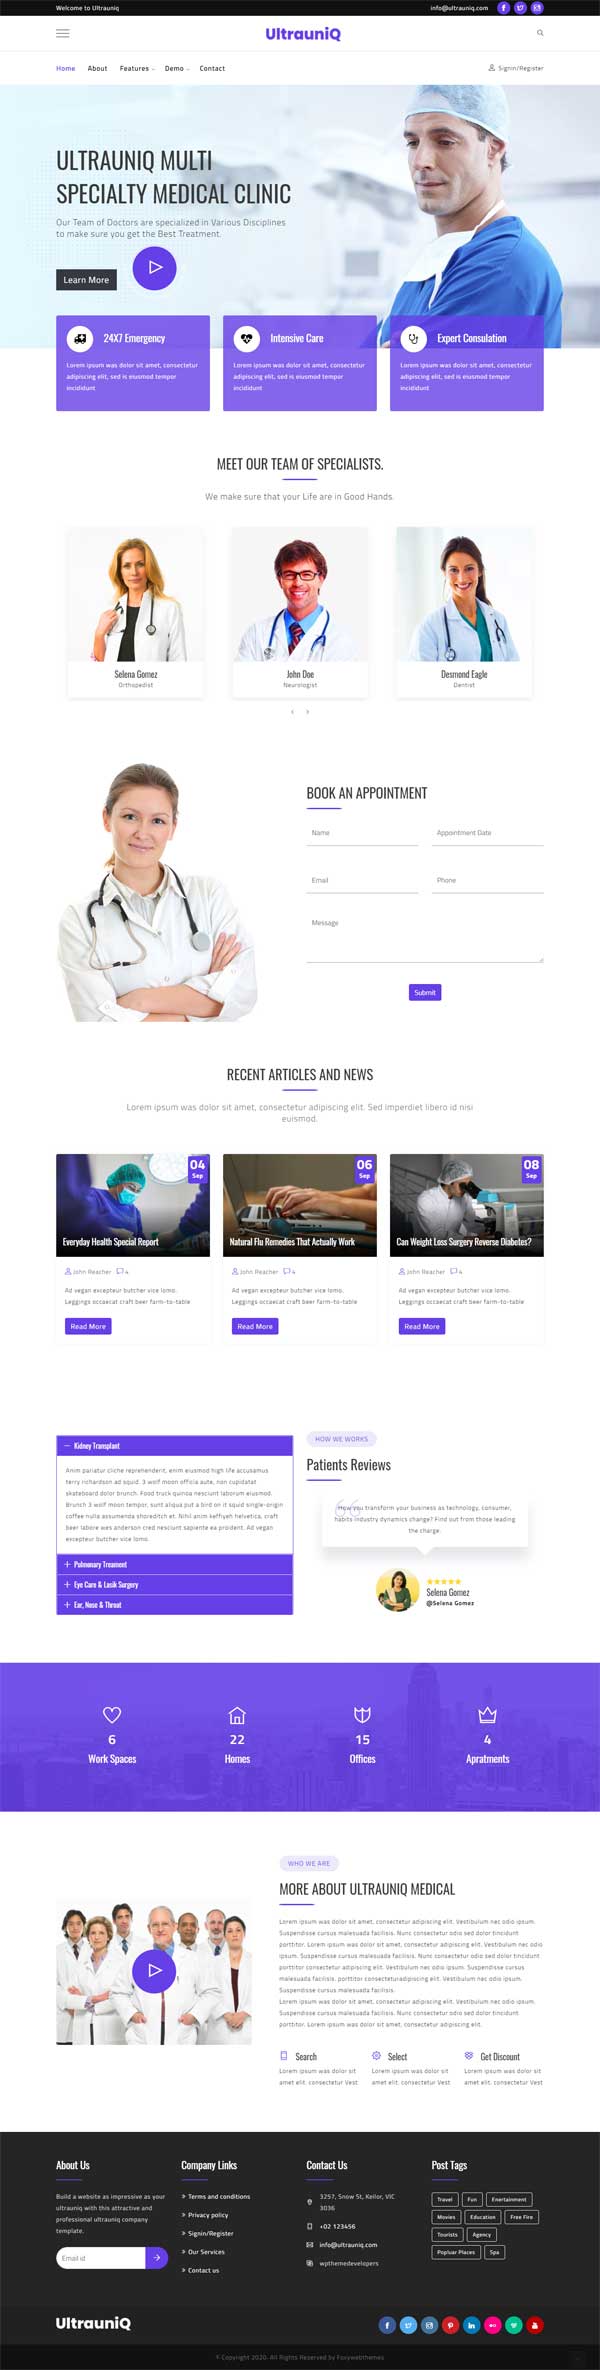 Welcome to Ultrauniq
info@ultrauniq.com
UltrauniQ
Home About Features Demo Contact
Signin/Register
ULTRAUNIQ MULTI
SPECIALTY MEDICAL CLINIC
Our Team of Doctors are specialized in Various Disciplines
to make sure you get the Best Treatment.
Learn More
24X7 Emergency
Lorem ipsum was dolor sit amet, consectetur
adipiscing elit, sed is eiusmod tempor
incididunt
Intensive Care
Lorem ipsum was dolor sit amet, consectetur
adipiscing elit, sed is eiusmod tempor
incididunt
Expert Consulation
Lorem ipsum was dolor sit amet, consectetur
adipiscing elit, sed is eiusmod tempor
incididunt
MEET OUR TEAM OF SPECIALISTS.
We make sure that your Life are in Good Hands.
Selena Gomez
Orthopedist
John Doe
Neurologist
Desmond Eagle
Dentist
BOOK AN APPOINTMENT
Name
Appointment Date
Email
Phone
Message
Submit
RECENT ARTICLES AND NEWS
Lorem ipsum was dolor sit amet, consectetur adipiscing elit. Sed imperdiet libero id nisi
euismod.
04
Sep
Everyday Health Special Report
John Reacher 4
Ad vegan excepteur butcher vice lomo.
Leggings occaecat craft beer farm-to-table
Read More
06
Sep
Natural Flu Remedies That Actually Work
John Reacher 4
Ad vegan excepteur butcher vice lomo.
Leggings occaecat craft beer farm-to-table
Read More
08
Sep
Can Weight Loss Surgery Reverse Diabetes?
John Reacher 4
Ad vegan excepteur butcher vice lomo.
Leggings occaecat craft beer farm-to-table
Read More
Kidney Transplant
Anim pariatur cliche reprehenderit, enim eiusmod high life accusamus
terry richardson ad squid. 3 wolf moon officia aute, non cupidatat
skateboard dolor brunch. Food truck quinoa nesciunt laborum eiusmod.
Brunch 3 wolf moon tempor, sunt aliqua put a bird on it squid single-origin
coffee nulla assumenda shoreditch et. Nihil anim keffiyeh helvetica, craft
beer labore wes anderson cred nesciunt sapiente ea proident. Ad vegan
excepteur butcher vice lomo.
Pulmonary Treament
Eye Care & Lasik Surgery
Ear, Nose & Throat
HOW WE WORKS
Patients Reviews
How you transform your business as technology, consumer,
habits industry dynamics change? Find out from those leading
the charge.
Selena Gomez
@Selena Gomez
6
Work Spaces
22
Homes
15
Offices
4
Apratments
WHO WE ARE
MORE ABOUT ULTRAUNIQ MEDICAL
Lorem ipsum was dolor sit amet, consectetur adipiscing elit. Vestibulum nec odio ipsum.
Suspendisse cursus malesuada facilisis. Nunc consectetur odio sed dolor tincidunt
porttitor. Lorem ipsum was dolor sit amet, consectetur adipiscing elit. Vestibulum nec odio
ipsum. Suspendisse cursus malesuada facilisis. Nunc consectetur odio sed dolor tincidunt
porttitor consectetur adipiscing elit. Vestibulum nec odio ipsum. Suspendisse cursus
malesuada facilisis. porttitor consecteturadipiscing elit. Vestibulum nec odio ipsum.
Suspendisse cursus malesuada facilisis.
Lorem ipsum was dolor sit amet, consectetur adipiscing elit. Vestibulum nec odio ipsum.
Suspendisse cursus malesuada facilisis. Nunc consectetur odio sed dolor tincidunt
porttitor. Lorem ipsum was dolor sit amet, consectetur adipiscing elit.
Search
Lorem ipsum was dolor sit
amet elit. consectetur Vest
Select
Lorem ipsum was dolor sit
amet elit. consectetur Vest
Get Discount
Lorem ipsum was dolor sit
amet elit. consectetur Vest
About Us
Build a website as impressive as your
ultrauniq with this attractive and
professional ultrauniq company
template.
Email id
Company Links
Terms and conditions
Privacy policy
Signin/Register
Our Services
Contact us
Contact Us
3257, Snow St, Keilor, VIC
3036
+02 123456
info@ultrauniq.com
wpthemedevelopers
Post Tags
Travel Fun Enertainment
Movies Education Free Fire
Tourists Agency
Popluar Places Spa
UltrauniQ
© Copyright 2020. All Rights Reserved by Foxywebthemes